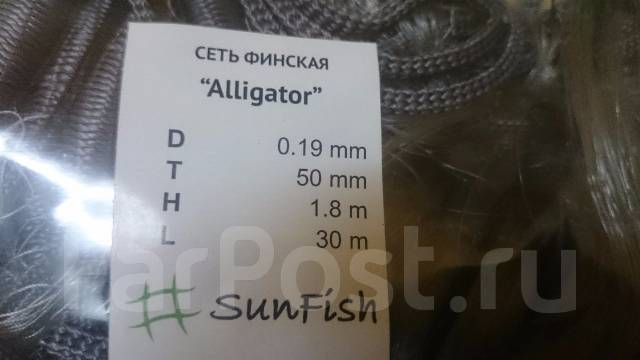 СЕТЬ ФИНСКАЯ
“Alligator”
D 0.19 mm
T 50 mm
H 1.8 m
L 30 m
FarPost.ru
SunFish